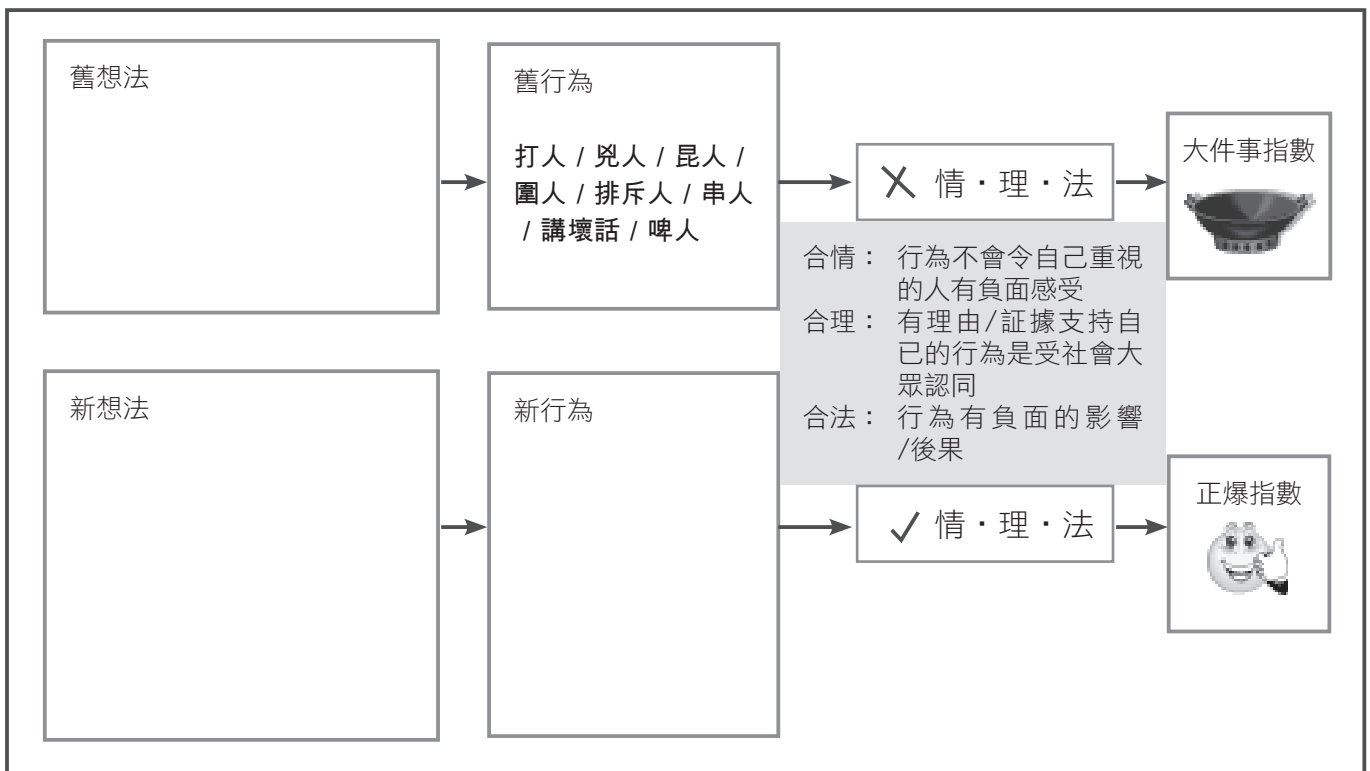 舊想法
舊行為
打人 / 兇人 / 昆人 /
圍人 / 排斥人 / 串人
/ 講壞話 / 啤人
情・理・法
大件事指數
合情： 行為不會令自己重視
的人有負面感受
合理： 有理由/証據支持自
已的行為是受社會大
眾認同
合法： 行為有負面的影響
/後果
新想法
新行為
情・理・法
正爆指數